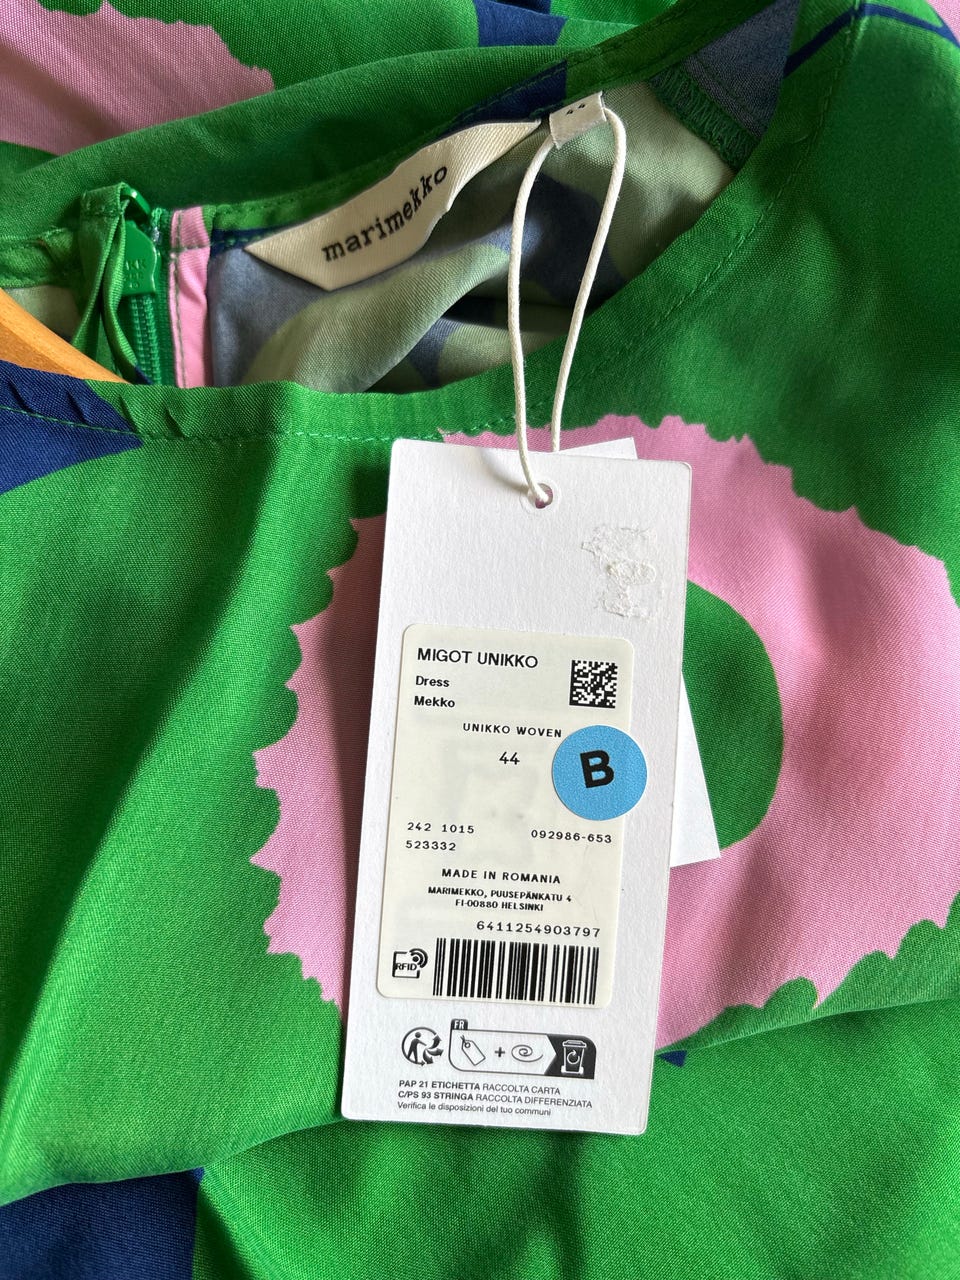 44
marimekko
MIGOT UNIKKO
Dress
Mekko
UNIKKO WOVEN
44
B
242 1015 092986-653
523332
MADE IN ROMANIA
MARIMEKKO, PUUSEPÄNKATU 4
FI-00880 HELSINKI
6411254903797
RFID
FR
PAP 21 ETICHETTA RACCOLTA CARTA
C/PS 93 STRINGA RACCOLTA DIFFERENZIATA
Verifica le disposizioni del tuo comuni